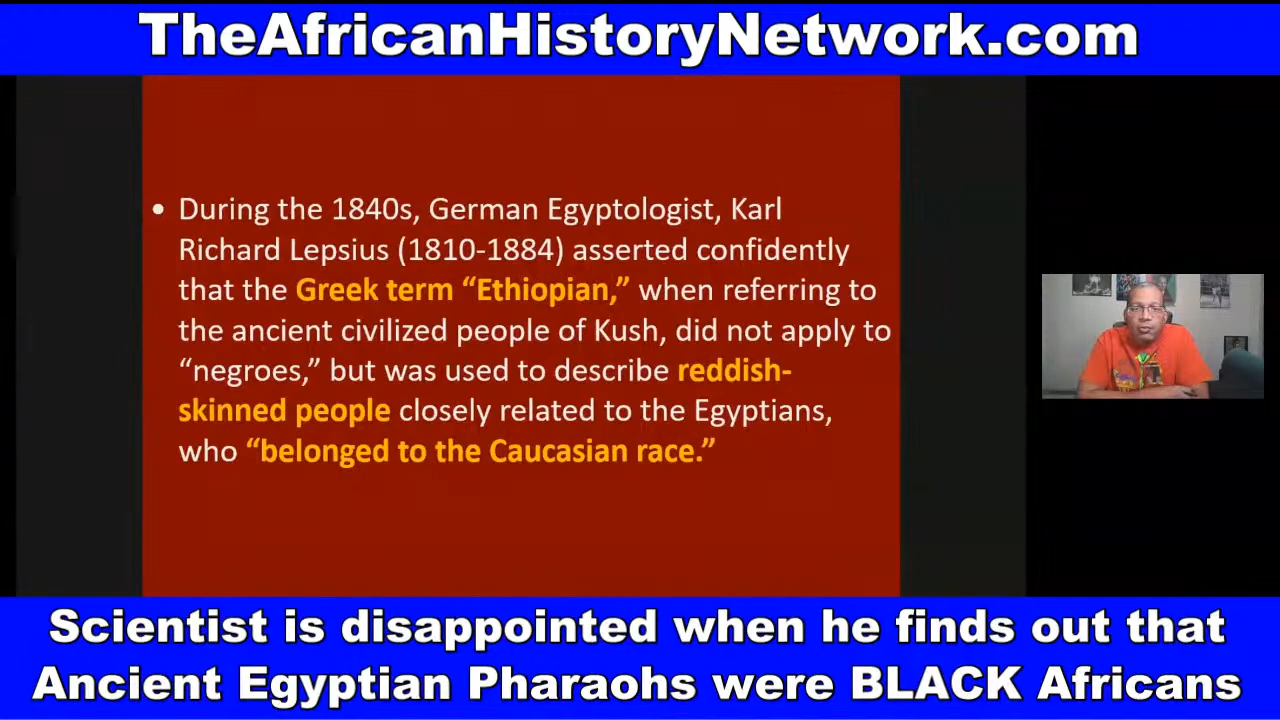 TheAfricanHistoryNetwork.com
• During the 1840s, German Egyptologist, Karl
Richard Lepsius (1810-1884) asserted confidently
that the Greek term “Ethiopian,” when referring to
the ancient civilized people of Kush, did not apply to
“negroes,” but was used to describe reddish-
skinned people closely related to the Egyptians,
who “belonged to the Caucasian race.”
Scientist is disappointed when he finds out that
Ancient Egyptian Pharaohs were BLACK Africans